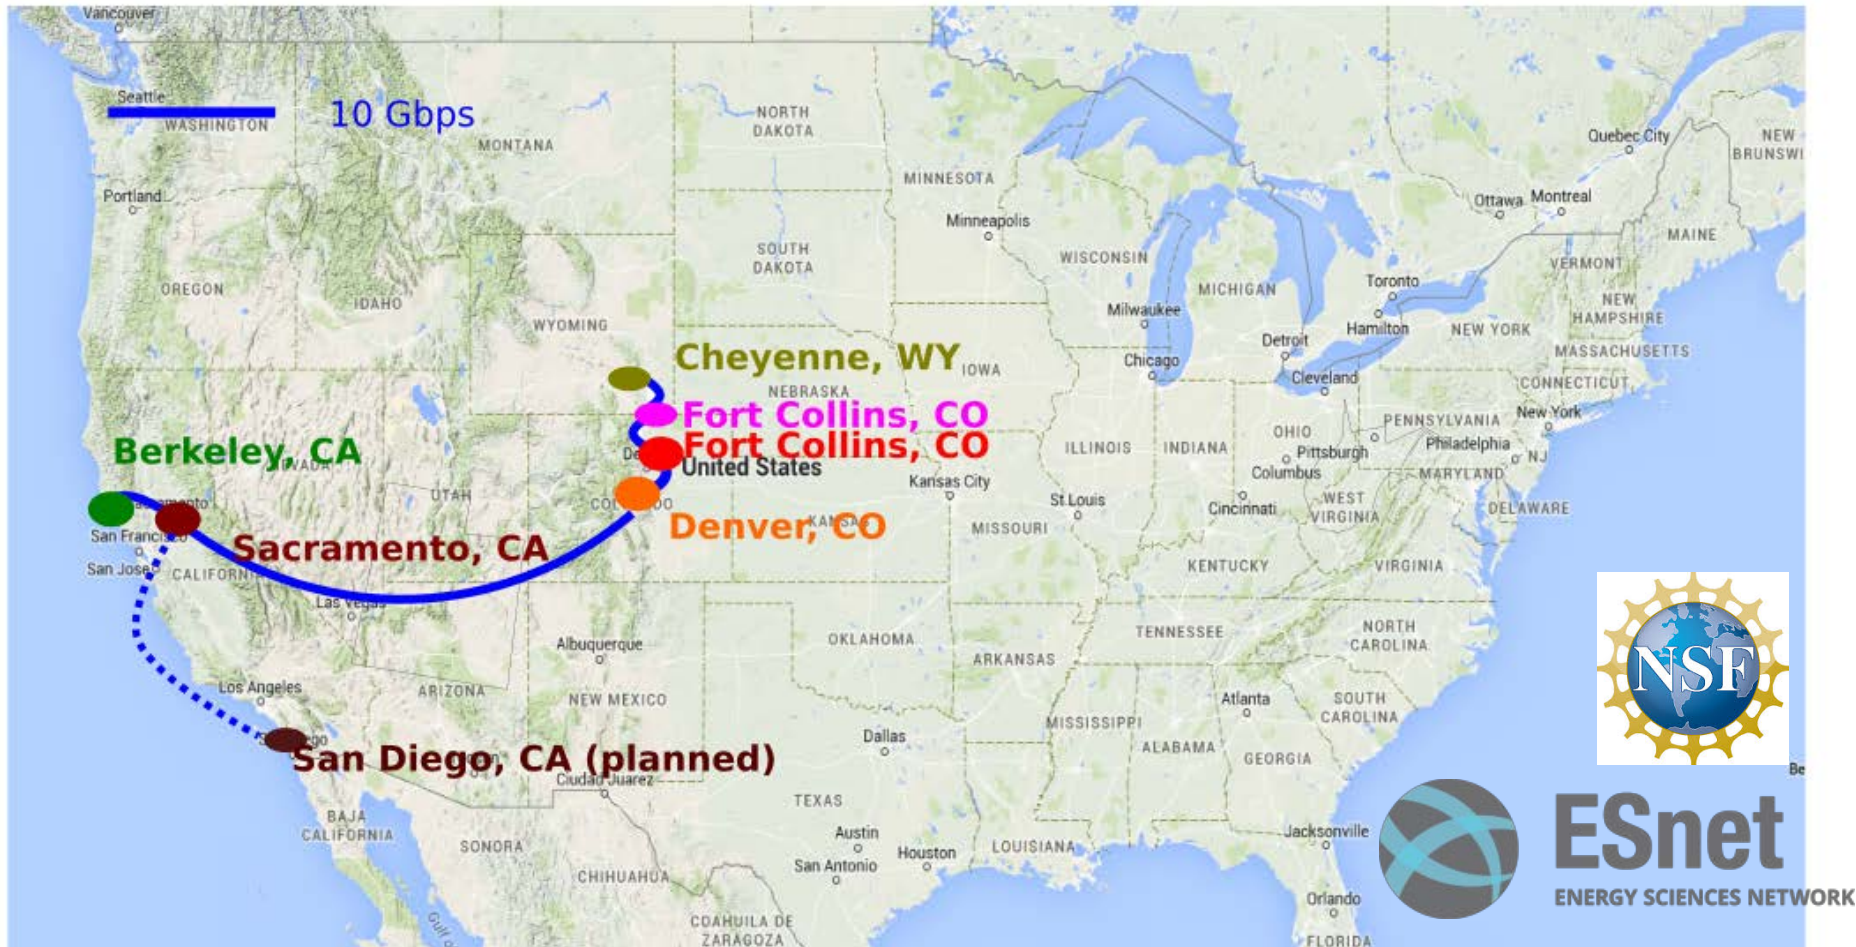 Vancouver
Seattle
10 Gbps
WASHINGTON
MONTANA
NORTH
DAKOTA
Quebec City
NEW
BRUNSWI
MINNESOTA
Portland
Ottawa
Montreal
Minneapolis
MAINE
SOUTH
DAKOTA
WISCONSIN
VERMONT
OREGON
IDAHO
MICHIGAN
Toronto
NEW
HAMPSHIRE
Milwaukee
WYOMING
Hamilton
NEW YORK
Detroit
MASSACHUSETTS
Cheyenne, WY
IOWA
Chicago
Cleveland
CONNECTICUT
NEBRASKA
Fort Collins, CO
New York
PENNSYLVANIA
Fort Collins, CO
OHIO
ILLINOIS
INDIANA
Philadelphia
Pittsburgh
NJ
Berkeley, CA
De
United States
Columbus
MARYLAND
Kansas City
UTAH
St Louis
Cincinnati
WEST
VIRGINIA
DELAWARE
Denver, CO
KANSAS
MISSOURI
San Francisco
Sacramento, CA
San Jose
CALIFORNIA
KENTUCKY
VIRGINIA
Las Vegas
Albuquerque
OKLAHOMA
TENNESSEE
NORTH
CAROLINA
ARKANSAS
Los Angeles
ARIZONA
NEW MEXICO
Atlanta
SOUTH
CAROLINA
NSF
MISSISSIPPI
Dallas
ALABAMA
GEORGIA
San Diego, CA (planned)
Ciudad Juarez
Be
TEXAS
BAJA
CALIFORNIA
SONORA
Austin
San Antonio
Houston
LOUISIANA
Jacksonville
ESnet
ENERGY SCIENCES NETWORK
CHIHUAHUA
Orlando
COAHUILA DE
ZARAGOZA
Gulf o
FLORIDA